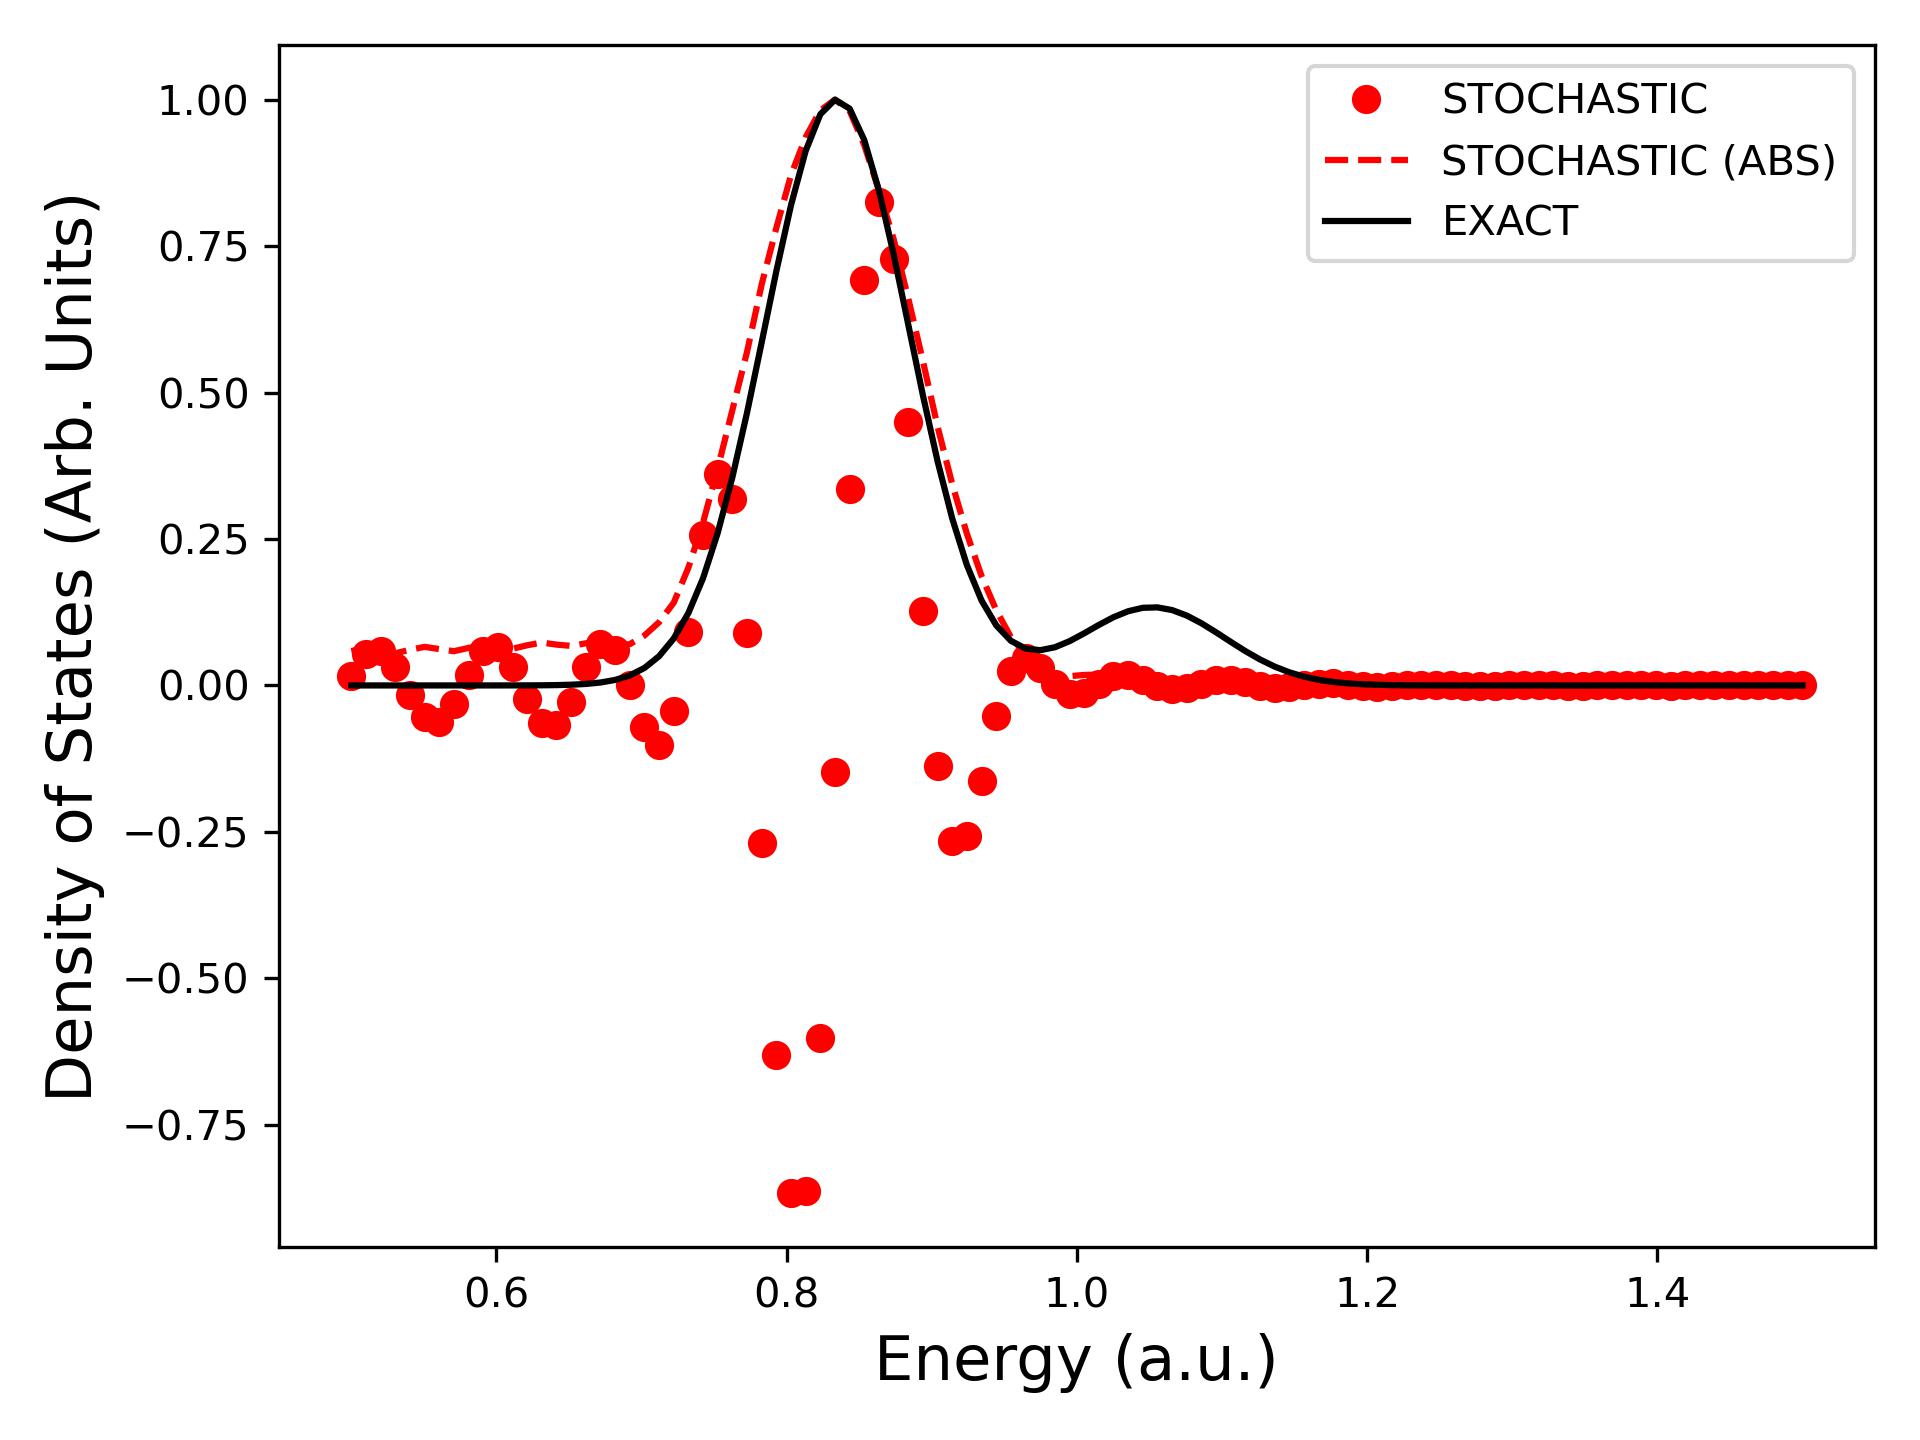 1.00
0.75
0.50
0.25
0.00
−0.25
−0.50
−0.75
Density of States (Arb. Units)
STOCHASTIC
STOCHASTIC (ABS)
EXACT
0.6 0.8 1.0 1.2 1.4
Energy (a.u.)